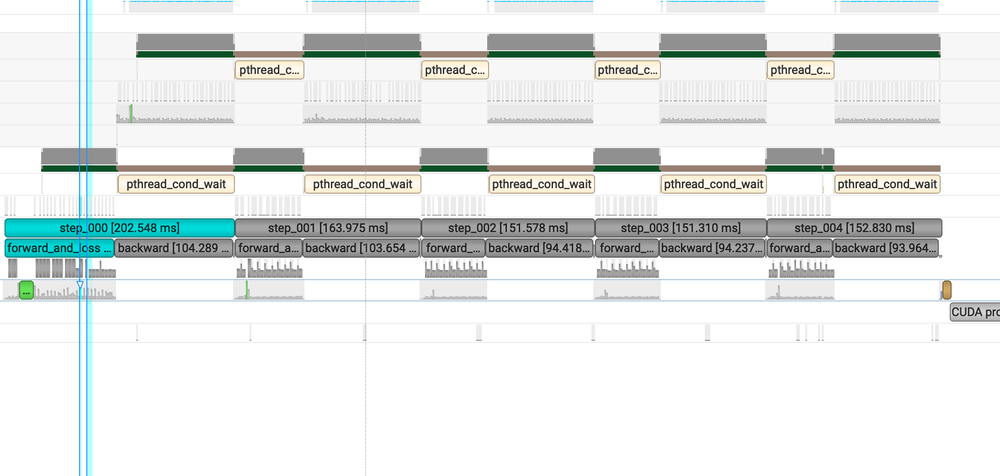 pthread_c... pthread_c... pthread_c... pthread_c...
pthread_cond_wait pthread_cond_wait pthread_cond_wait pthread_cond_wait pthread_cond_wait
step_000 [202.548 ms] step_001 [163.975 ms] step_002 [151.578 ms] step_003 [151.310 ms] step_004 [152.830 ms]
forward_and_loss ... backward [104.289 ... forward_a... backward [103.654 ... forward_... backward [94.418... forward_... backward [94.237... forward_a... backward [93.964...
...
CUDA pro